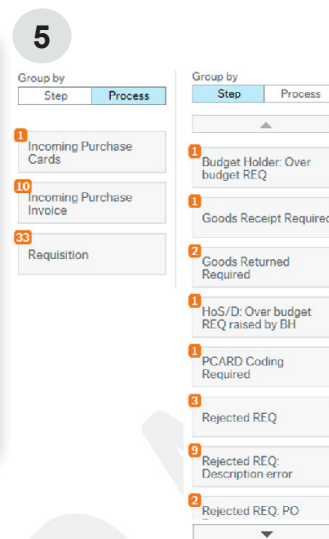 5
Group by
Step Process
1
Incoming Purchase
Cards
10
Incoming Purchase
Invoice
33
Requisition
Group by
Step Process
1
Budget Holder: Over
budget REQ
1
Goods Receipt Required
2
Goods Returned
Required
1
HoS/D: Over budget
REQ raised by BH
1
PCARD Coding
Required
3
Rejected REQ
9
Rejected REQ:
Description error
2
Rejected REQ: PO